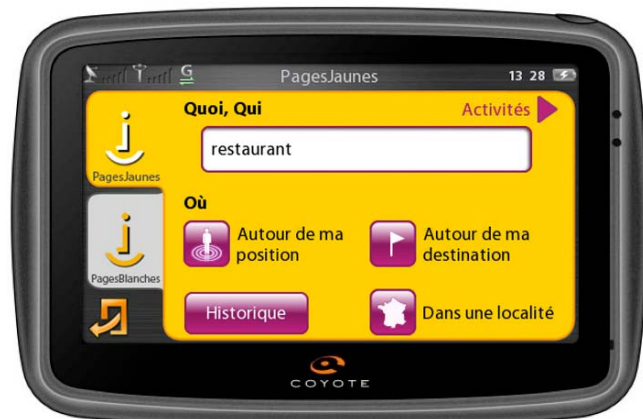 G
PagesJaunes
13 28
Quoi, Qui
Activités
restaurant
PagesJaunes
Où
Autour de ma
position
Autour de ma
destination
PagesBlanches
Historique
Dans une localité
COYOTE